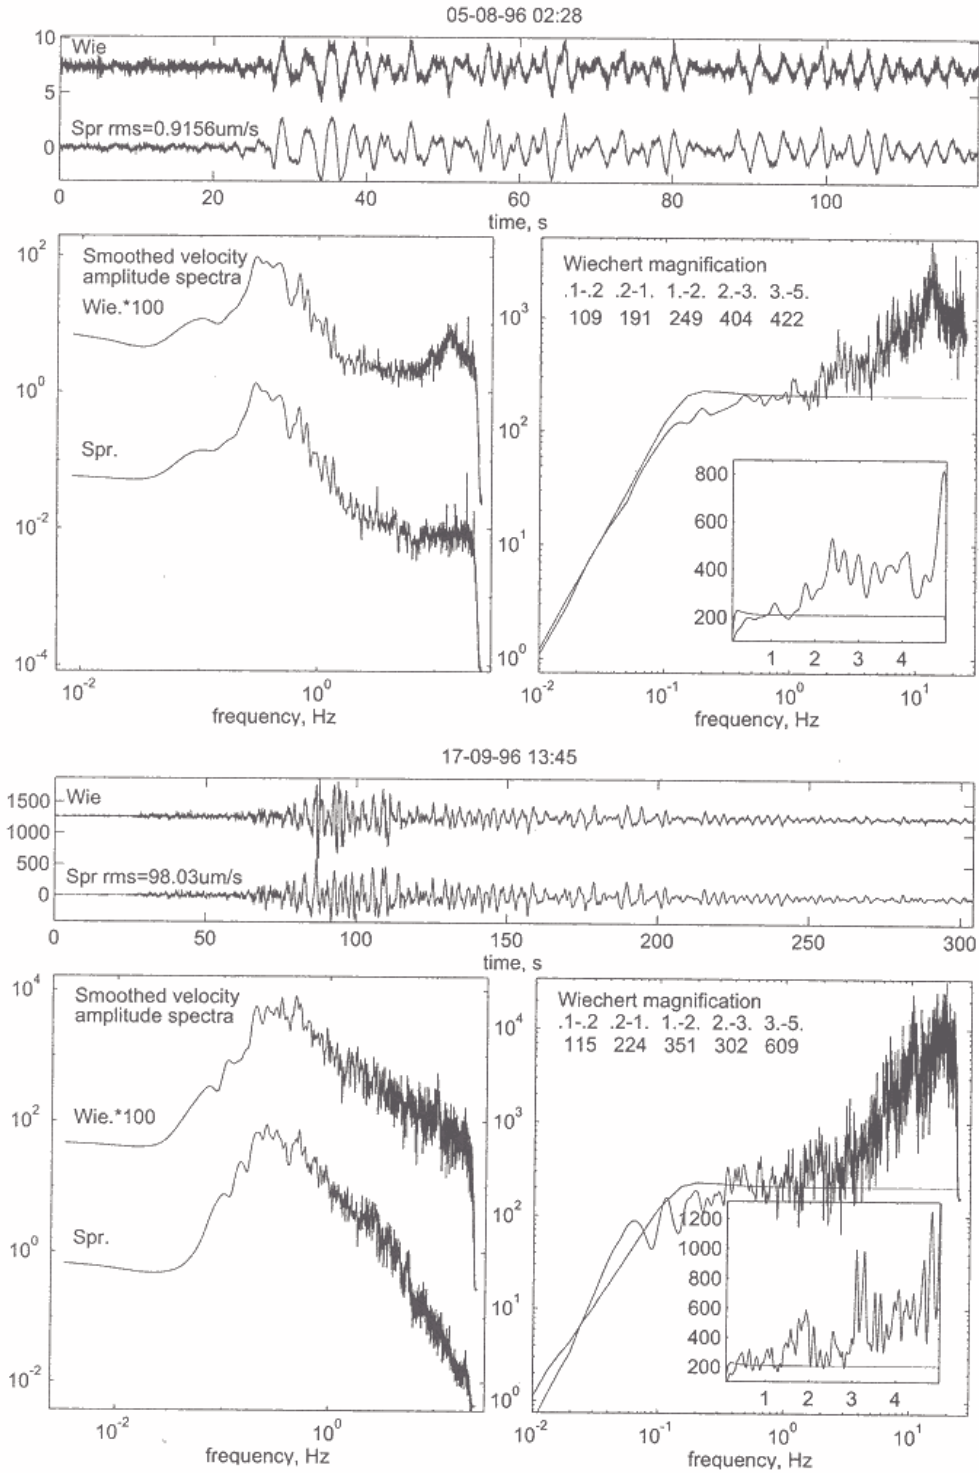 05-08-96 02:28
10
Wie
5
Spr rms=0.9156um/s
0
0 20 40 60 80 100
time, s
10^2
Smoothed velocity
amplitude spectra
Wie.*100
10^0
Spr.
10^-2
10^-4
10^-2 10^0
frequency, Hz
Wiechert magnification
.1-.2 .2-1. 1.-2. 2.-3. 3.-5.
109 191 249 404 422
10^3
10^2
10^1
10^0
800
600
400
200
1 2 3 4
10^-2 10^-1 10^0 10^1
frequency, Hz
17-09-96 13:45
1500
Wie
1000
500
Spr rms=98.03um/s
0
0 50 100 150 200 250 300
time, s
10^4
Smoothed velocity
amplitude spectra
10^2
Wie.*100
10^0
Spr.
10^-2
10^-2 10^0
frequency, Hz
Wiechert magnification
.1-.2 .2-1. 1.-2. 2.-3. 3.-5.
115 224 351 302 609
10^4
10^3
10^2
10^1
10^0
1200
1000
800
600
400
200
1 2 3 4
10^-2 10^-1 10^0 10^1
frequency, Hz